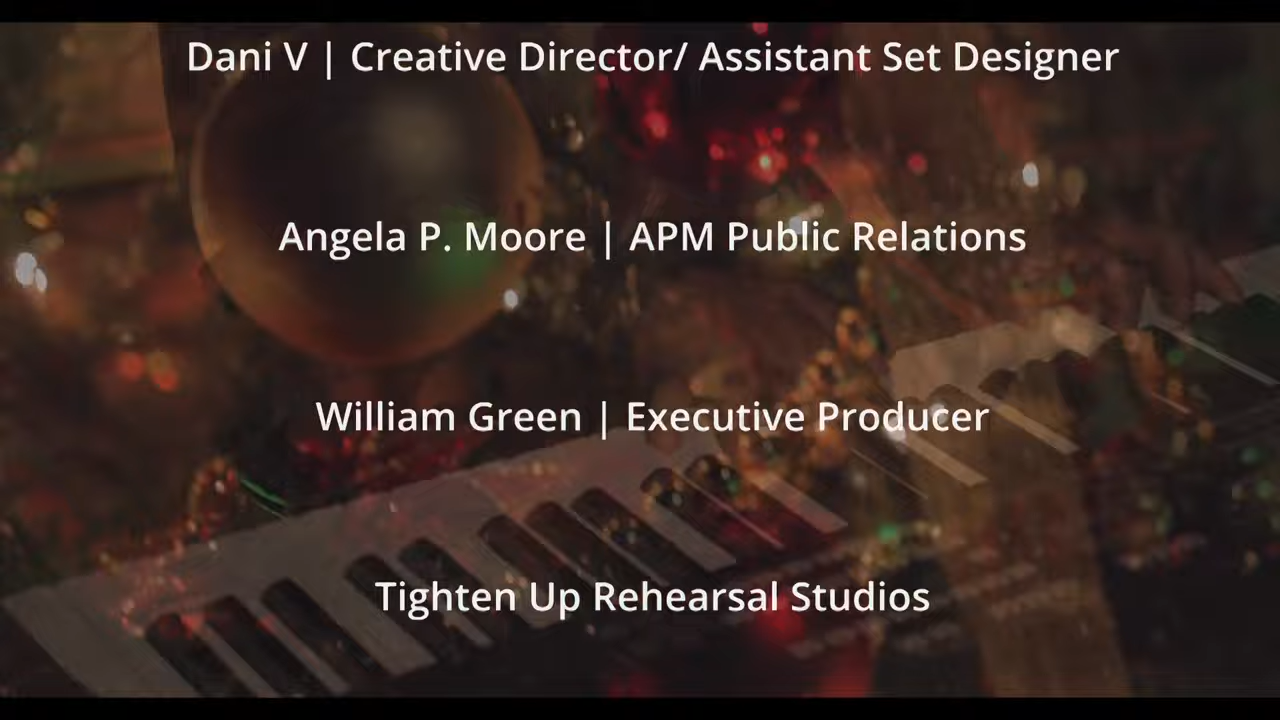 Dani V | Creative Director/ Assistant Set Designer
Angela P. Moore | APM Public Relations
William Green | Executive Producer
Tighten Up Rehearsal Studios